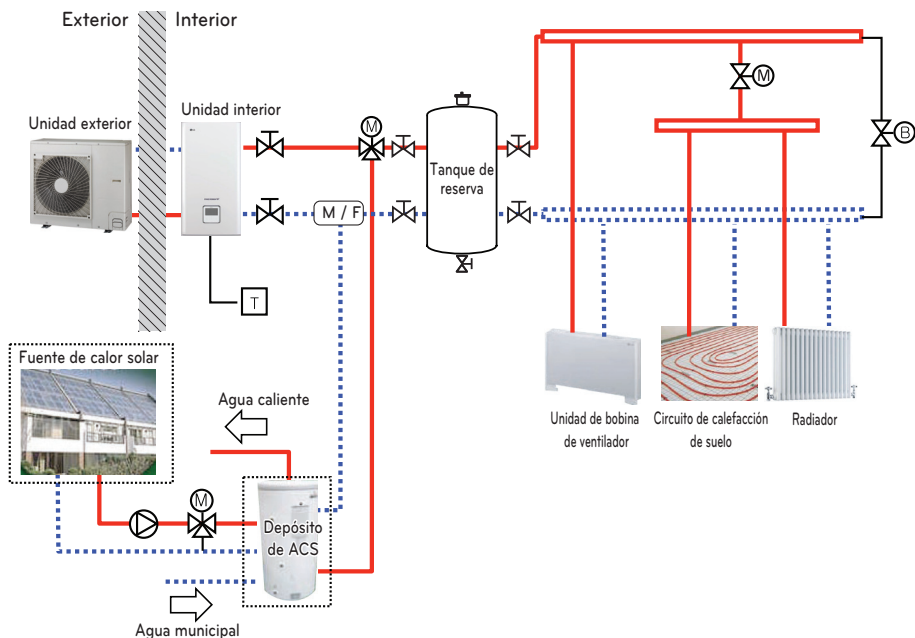 Exterior
Interior
Unidad exterior
Unidad interior
M
M / F
T
Tanque de
reserva
M
B
Fuente de calor solar
Agua caliente
M
Depósito
de ACS
Agua municipal
Unidad de bobina
de ventilador
Circuito de calefacción
de suelo
Radiador